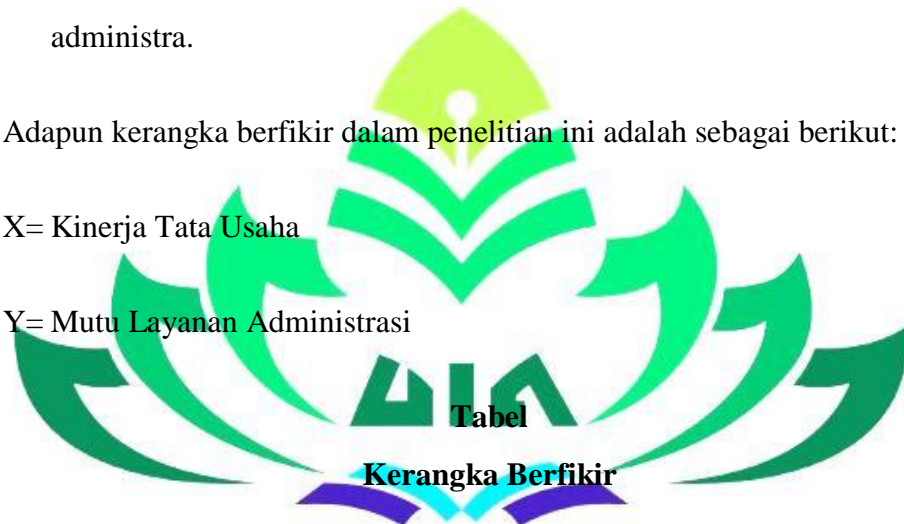 administra.
Adapun kerangka berfikir dalam penelitian ini adalah sebagai berikut:
X= Kinerja Tata Usaha
Y= Mutu Layanan Administrasi
UIN
Tabel
Kerangka Berfikir